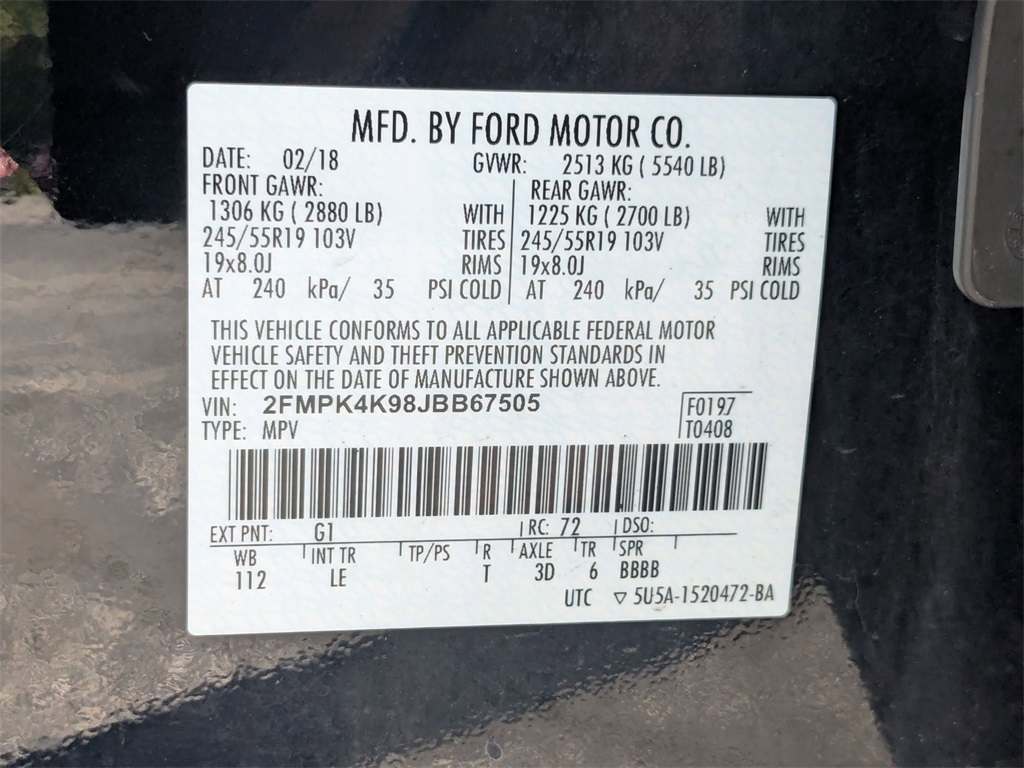 MFD. BY FORD MOTOR CO.
DATE: 02/18 GVWR: 2513 KG ( 5540 LB)
FRONT GAWR: REAR GAWR:
1306 KG ( 2880 LB) WITH 1225 KG ( 2700 LB) WITH
245/55R19 103V TIRES 245/55R19 103V TIRES
19x8.0J RIMS 19x8.0J RIMS
AT 240 kPa/ 35 PSI COLD AT 240 kPa/ 35 PSI COLD
THIS VEHICLE CONFORMS TO ALL APPLICABLE FEDERAL MOTOR
VEHICLE SAFETY AND THEFT PREVENTION STANDARDS IN
EFFECT ON THE DATE OF MANUFACTURE SHOWN ABOVE.
VIN: 2FMPK4K98JBB67505 F0197
TYPE: MPV T0408
EXT PNT: G1 RC: 72 DSO:
WB INT TR TP/PS R AXLE TR SPR
112 LE T 3D 6 BBBB
UTC ▽ 5U5A-1520472-BA